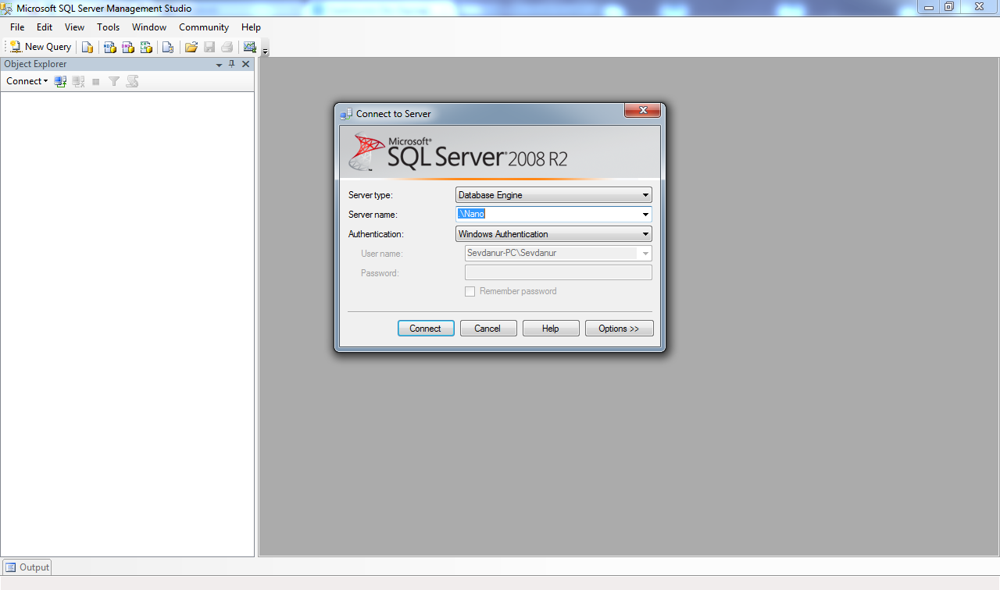 Microsoft SQL Server Management Studio
File Edit View Tools Window Community Help
New Query
Object Explorer
Connect
Connect to Server
Microsoft®
SQL Server® 2008 R2
Server type: Database Engine
Server name: .\Nano
Authentication: Windows Authentication
User name: Sevdanur-PC\Sevdanur
Password:
Remember password
Connect Cancel Help Options >>
Output